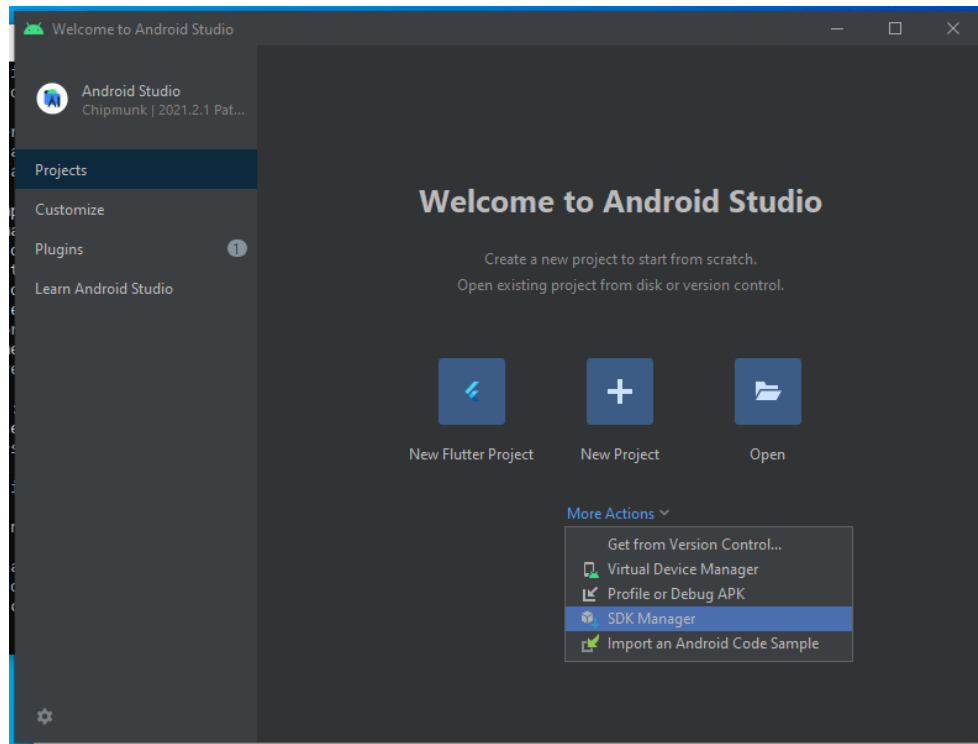 Welcome to Android Studio
Android Studio
Chipmunk | 2021.2.1 Pat...
Projects
Customize
Plugins
1
Learn Android Studio
Welcome to Android Studio
Create a new project to start from scratch.
Open existing project from disk or version control.
New Flutter Project
New Project
Open
More Actions
Get from Version Control...
Virtual Device Manager
Profile or Debug APK
SDK Manager
Import an Android Code Sample